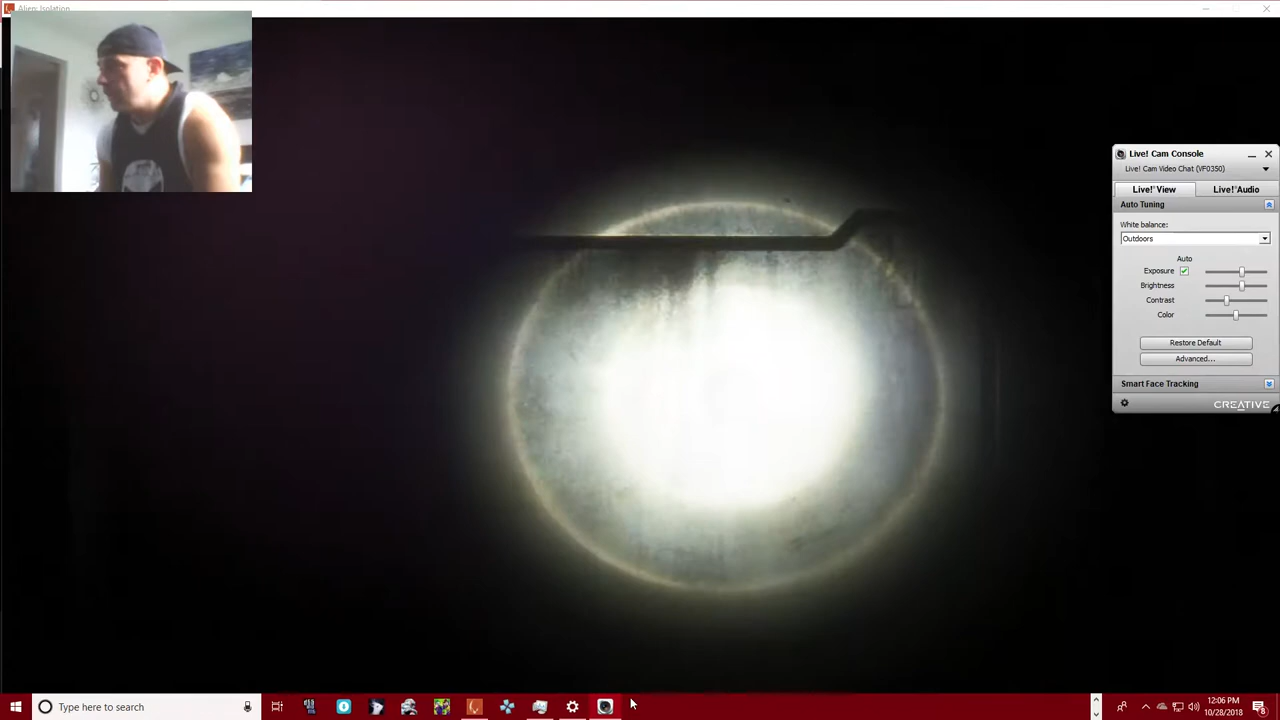 Alien: Isolation
Live! Cam Console
Live! Cam Video Chat (VF0350)
Live! View
Live! Audio
Auto Tuning
White balance:
Outdoors
Auto
Exposure
Brightness
Contrast
Color
Restore Default
Advanced...
Smart Face Tracking
CREATIVE
Type here to search
12:06 PM
10/28/2018
8